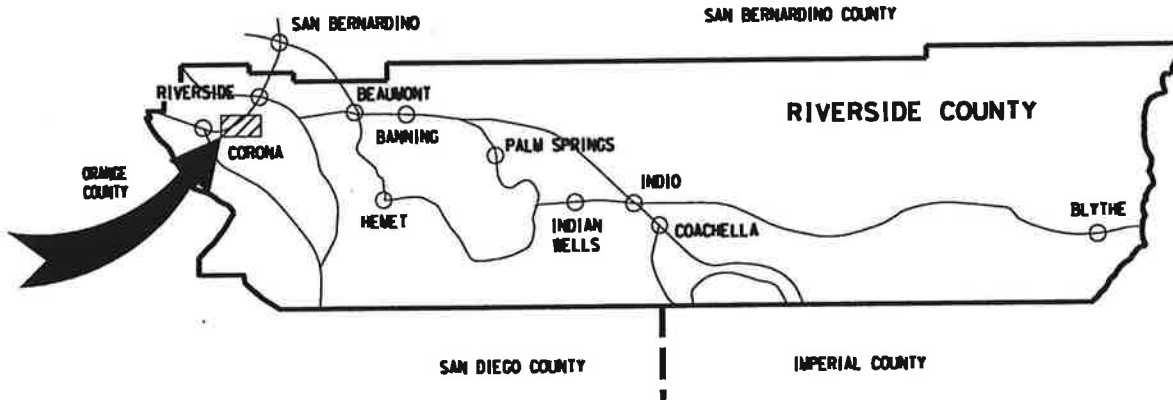 SAN BERNARDINO
SAN BERNARDINO COUNTY
RIVERSIDE
BEAUMONT
RIVERSIDE COUNTY
BANNING
PALM SPRINGS
CORONA
ORANGE
COUNTY
HEMET
INDIAN
WELLS
INDIO
COACHELLA
BLYTHE
SAN DIEGO COUNTY
IMPERIAL COUNTY